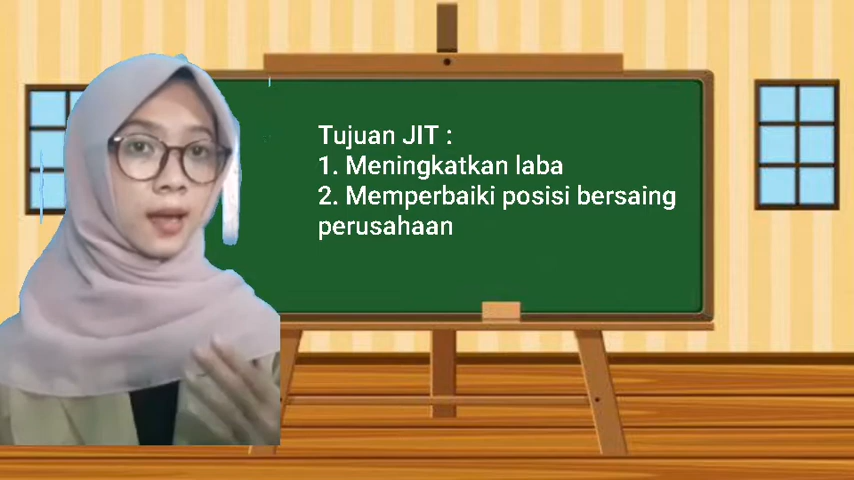 Tujuan JIT :
1. Meningkatkan laba
2. Memperbaiki posisi bersaing
perusahaan